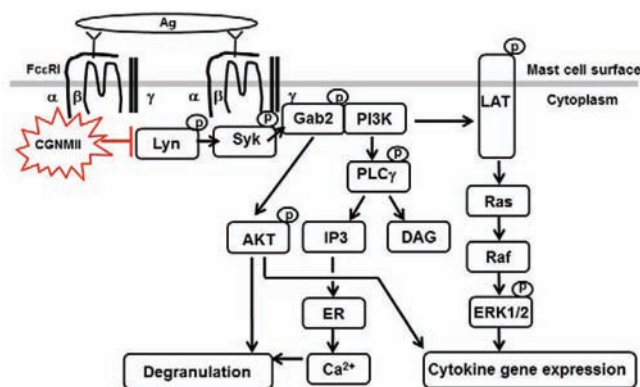 Ag
FcεRI
Mast cell surface
Cytoplasm
α β γ α β γ
P
LAT
CGNMII
Lyn
P
Syk
P
Gab2
P
PI3K
PLCγ
P
AKT
P
IP3
DAG
Ras
Raf
ER
ERK1/2
P
Degranulation
Ca²⁺
Cytokine gene expression